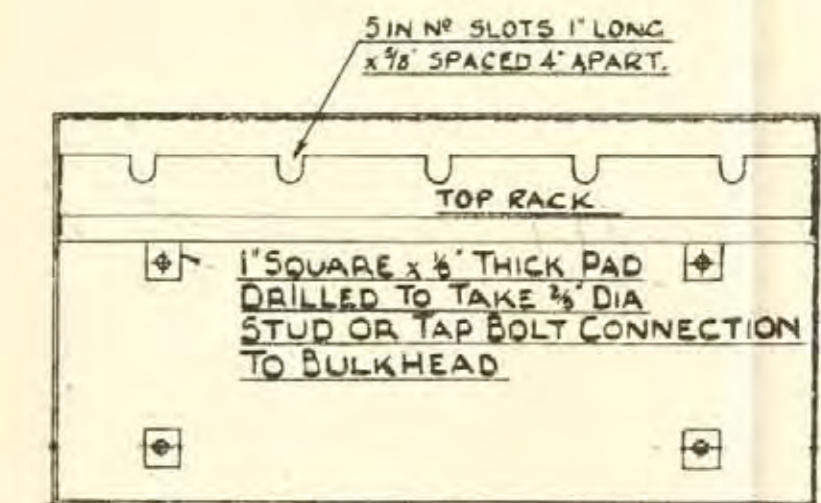 5 IN Nº SLOTS 1" LONG
x 5/8" SPACED 4" APART.
TOP RACK
1" SQUARE x 1/8" THICK PAD
DRILLED TO TAKE 3/8" DIA
STUD OR TAP BOLT CONNECTION
TO BULKHEAD